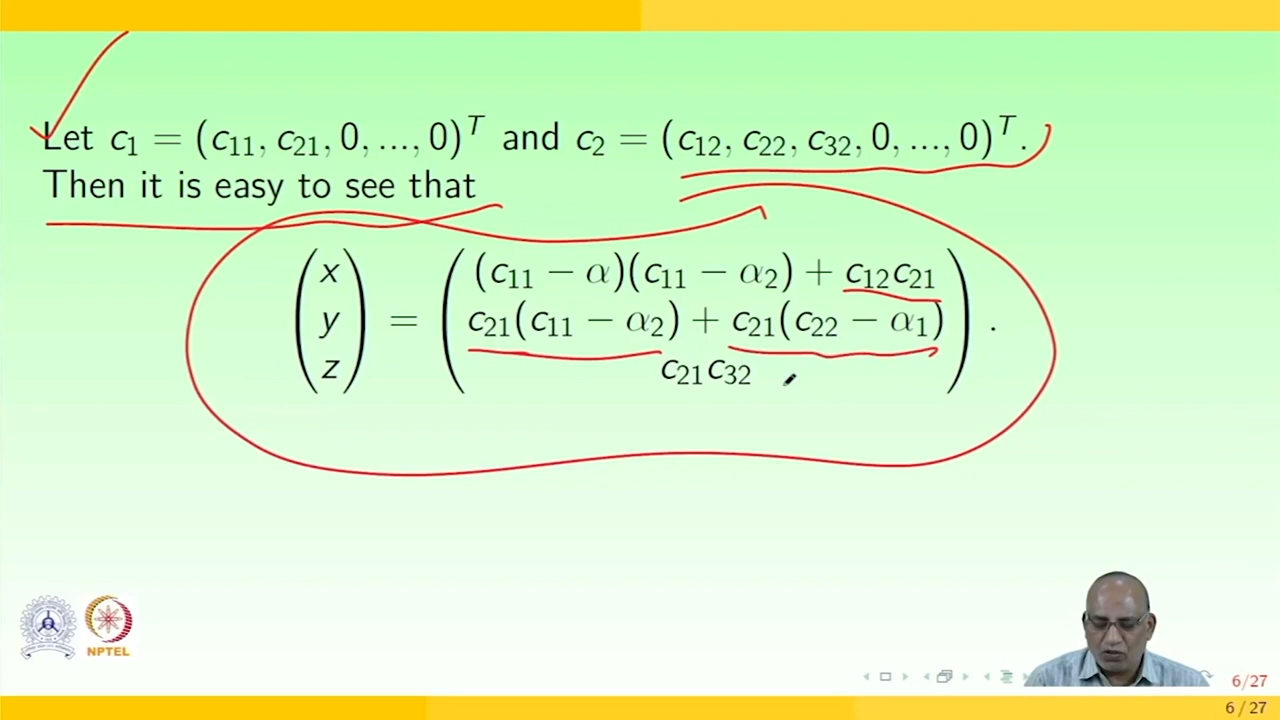 Let c₁ = (c₁₁, c₂₁, 0, ..., 0)ᵀ and c₂ = (c₁₂, c₂₂, c₃₂, 0, ..., 0)ᵀ.
Then it is easy to see that
x (c₁₁ − α)(c₁₁ − α₂) + c₁₂c₂₁
y = c₂₁(c₁₁ − α₂) + c₂₁(c₂₂ − α₁) .
z c₂₁c₃₂
NPTEL
6/27
6 / 27